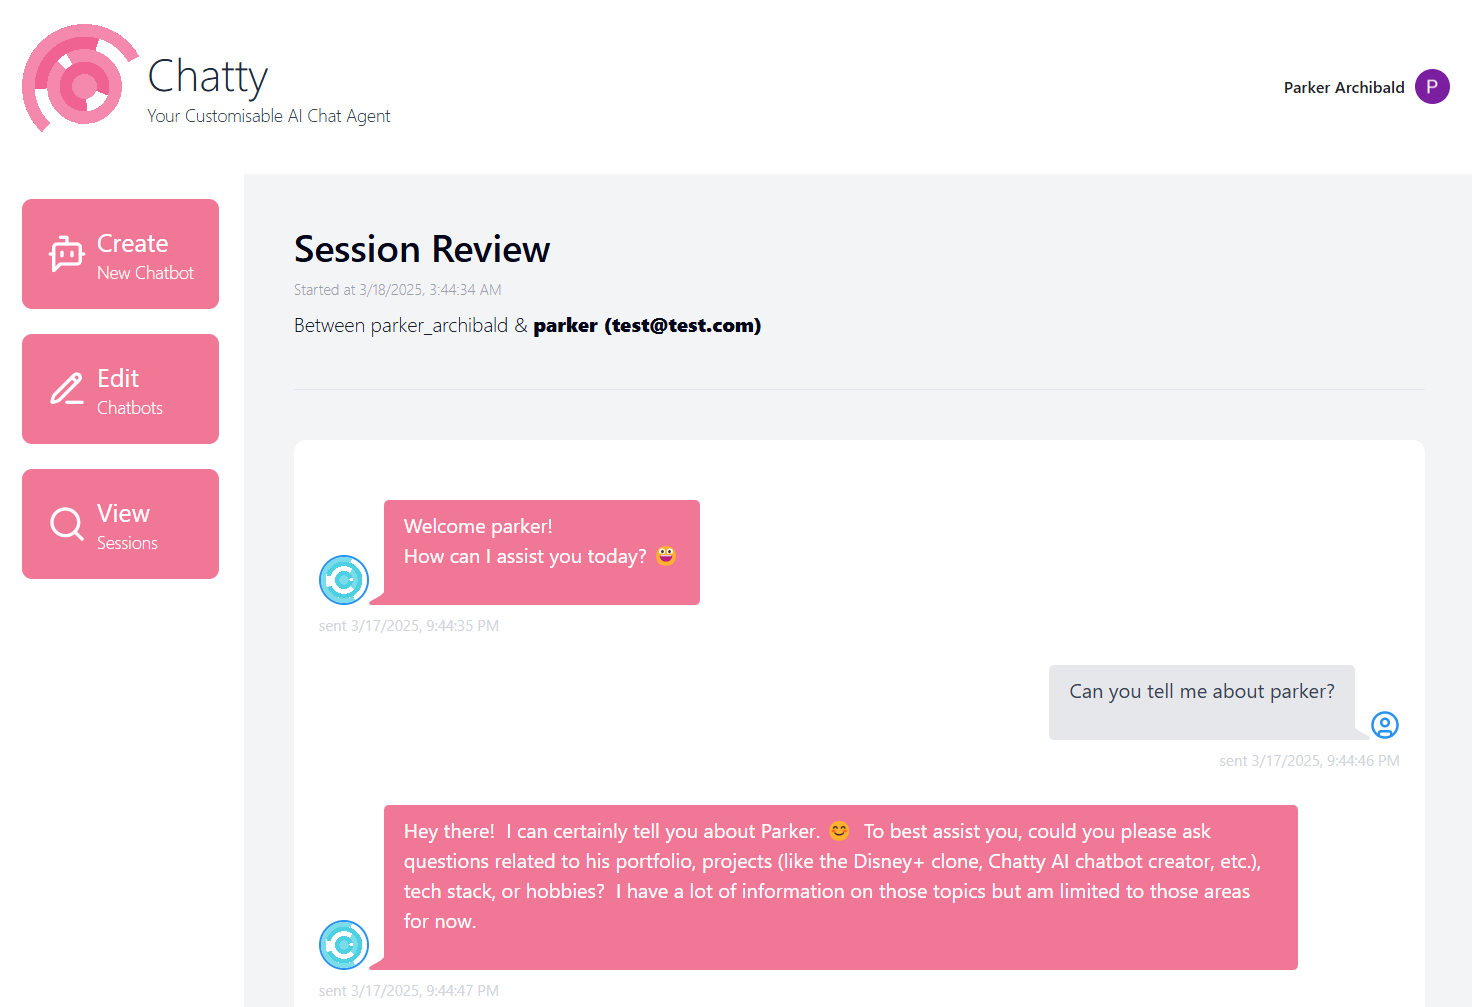 Chatty
Your Customisable AI Chat Agent
Parker Archibald
P
Create
New Chatbot
Edit
Chatbots
View
Sessions
Session Review
Started at 3/18/2025, 3:44:34 AM
Between parker_archibald & parker (test@test.com)
Welcome parker!
How can I assist you today? 😀
sent 3/17/2025, 9:44:35 PM
Can you tell me about parker?
sent 3/17/2025, 9:44:46 PM
Hey there!  I can certainly tell you about Parker. 😊  To best assist you, could you please ask
questions related to his portfolio, projects (like the Disney+ clone, Chatty AI chatbot creator, etc.),
tech stack, or hobbies?  I have a lot of information on those topics but am limited to those areas
for now.
sent 3/17/2025, 9:44:47 PM